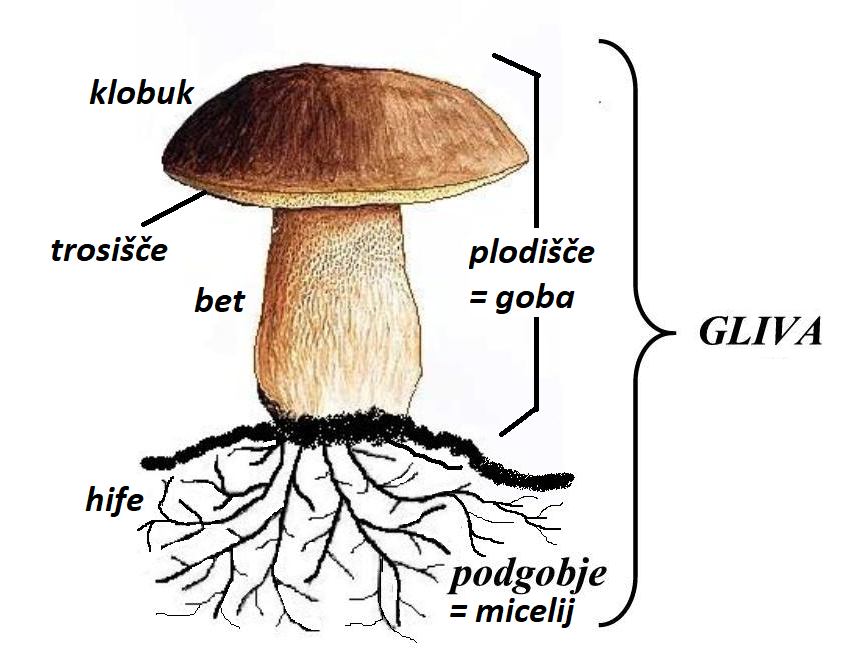 klobuk
trosišče
bet
plodišče
= goba
GLIVA
hife
podgobje
= micelij